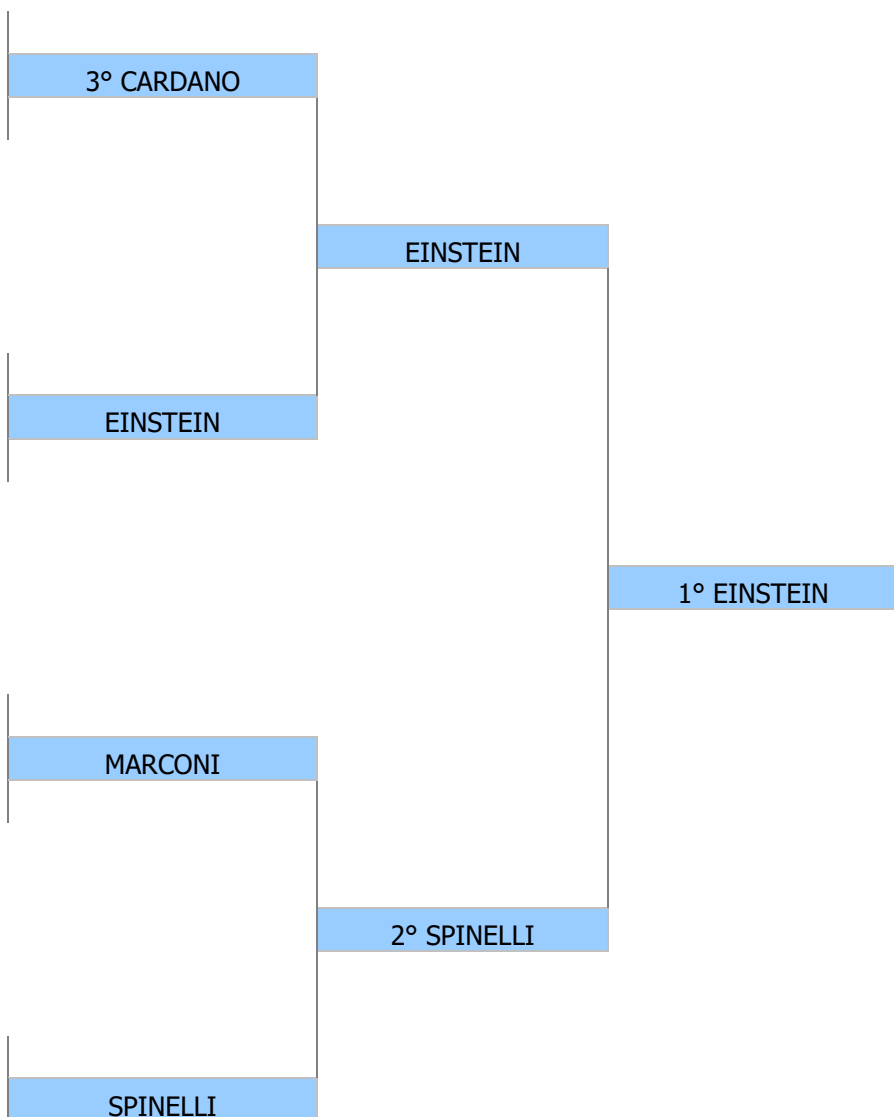 3° CARDANO
EINSTEIN
EINSTEIN
1° EINSTEIN
MARCONI
2° SPINELLI
SPINELLI